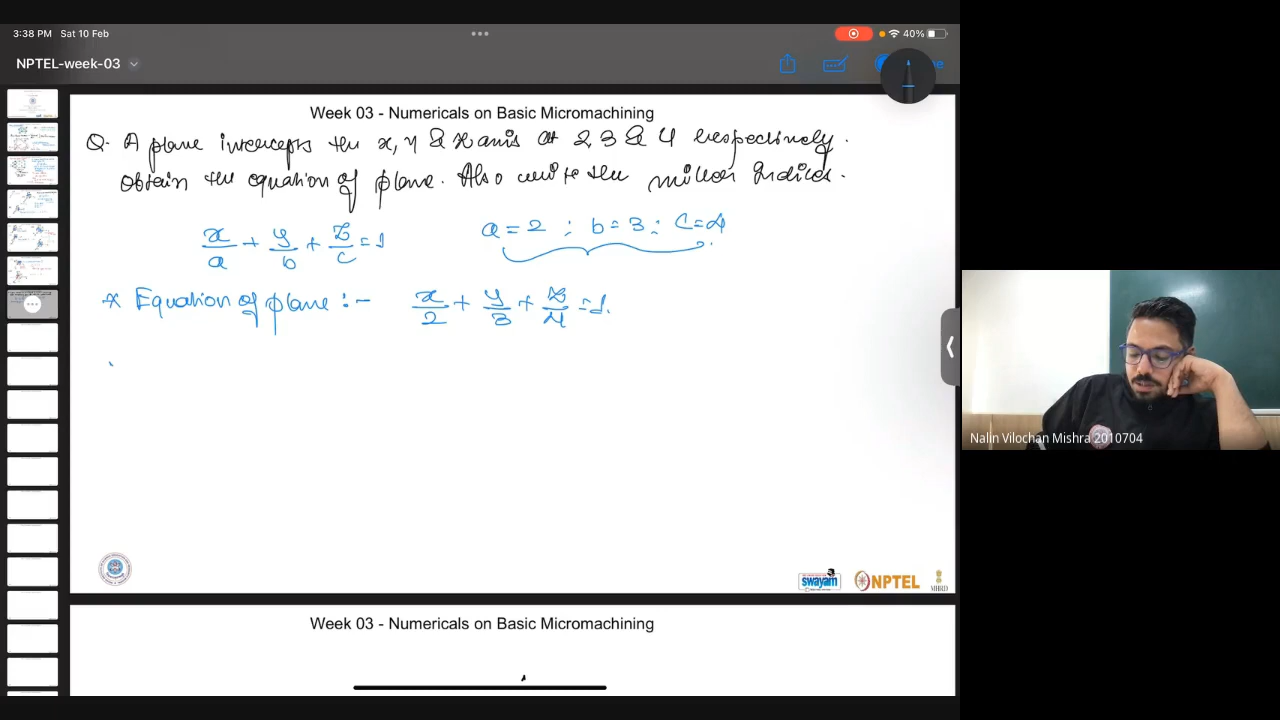 3:38 PM Sat 10 Feb
40%
NPTEL-week-03
Week 03 - Numericals on Basic Micromachining
Q. A plane intercepts the x, y & z axis at 2, 3 & 4 respectively.
Obtain the equation of plane. Also write the miller Indices.
x/a + y/b + z/c = 1
a = 2 ; b = 3 ; c = 4
* Equation of plane :- x/2 + y/3 + z/4 = 1.
swayam
NPTEL
MHRD
Week 03 - Numericals on Basic Micromachining
Nalin Vilochan Mishra 2010704